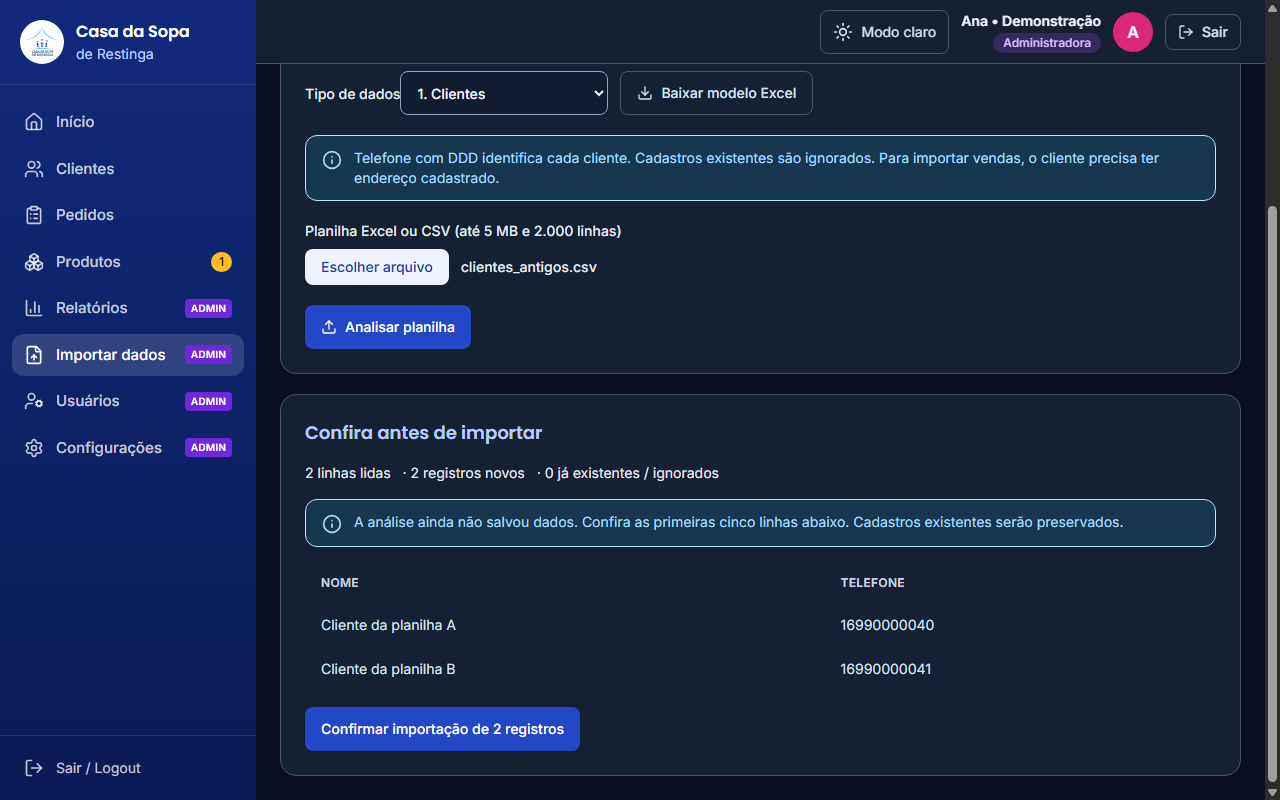 Casa da Sopa
de Restinga
Início
Clientes
Pedidos
Produtos 1
Relatórios ADMIN
Importar dados ADMIN
Usuários ADMIN
Configurações ADMIN
Sair / Logout
Modo claro
Ana • Demonstração
Administradora
A
Sair
Tipo de dados 1. Clientes
Baixar modelo Excel
Telefone com DDD identifica cada cliente. Cadastros existentes são ignorados. Para importar vendas, o cliente precisa ter
endereço cadastrado.
Planilha Excel ou CSV (até 5 MB e 2.000 linhas)
Escolher arquivo clientes_antigos.csv
Analisar planilha
Confira antes de importar
2 linhas lidas · 2 registros novos · 0 já existentes / ignorados
A análise ainda não salvou dados. Confira as primeiras cinco linhas abaixo. Cadastros existentes serão preservados.
NOME TELEFONE
Cliente da planilha A 16990000040
Cliente da planilha B 16990000041
Confirmar importação de 2 registros